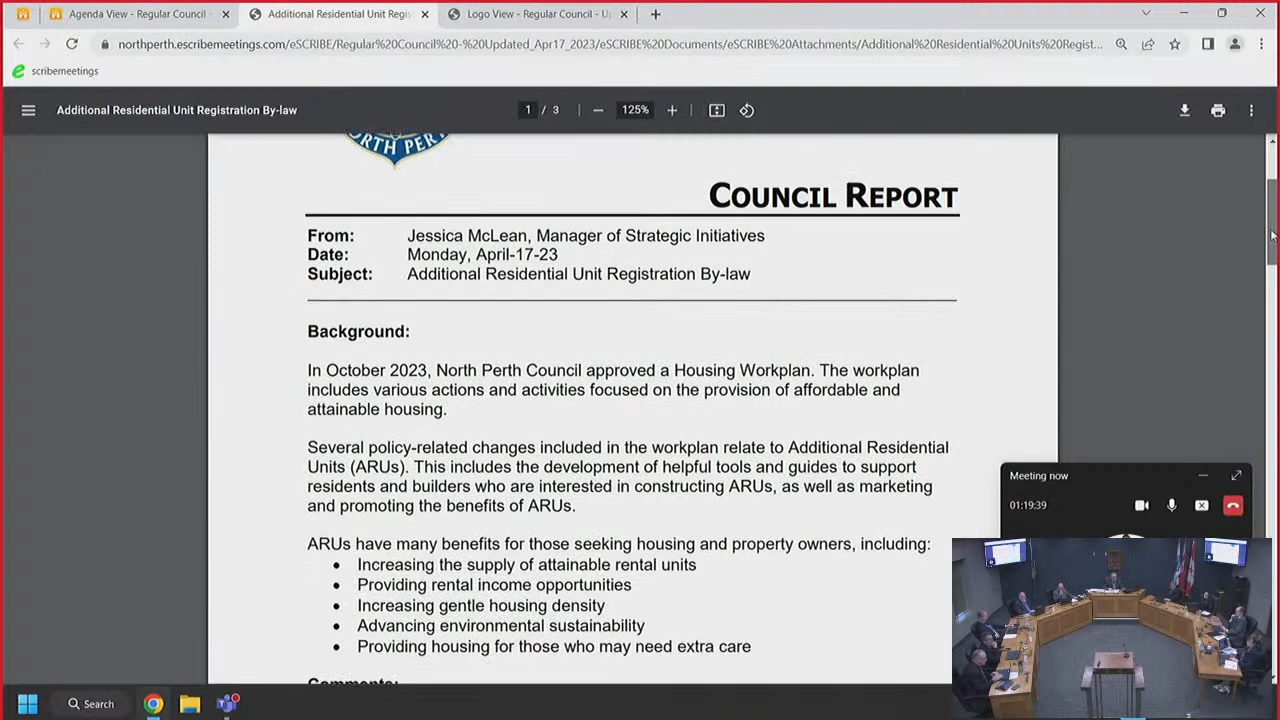 Agenda View - Regular Council -
Additional Residential Unit Regis
Logo View - Regular Council - U
northperth.escribemeetings.com/eSCRIBE/Regular%20Council%20-%20Updated_Apr17_2023/eSCRIBE%20Documents/eSCRIBE%20Attachments/Additional%20Residential%20Units%20Regist...
scribemeetings
Additional Residential Unit Registration By-law
1 / 3
125%
NORTH PERTH
COUNCIL REPORT
From: Jessica McLean, Manager of Strategic Initiatives
Date: Monday, April-17-23
Subject: Additional Residential Unit Registration By-law
Background:
In October 2023, North Perth Council approved a Housing Workplan. The workplan
includes various actions and activities focused on the provision of affordable and
attainable housing.
Several policy-related changes included in the workplan relate to Additional Residential
Units (ARUs). This includes the development of helpful tools and guides to support
residents and builders who are interested in constructing ARUs, as well as marketing
and promoting the benefits of ARUs.
ARUs have many benefits for those seeking housing and property owners, including:
• Increasing the supply of attainable rental units
• Providing rental income opportunities
• Increasing gentle housing density
• Advancing environmental sustainability
• Providing housing for those who may need extra care
Comments:
Meeting now
01:19:39
Search